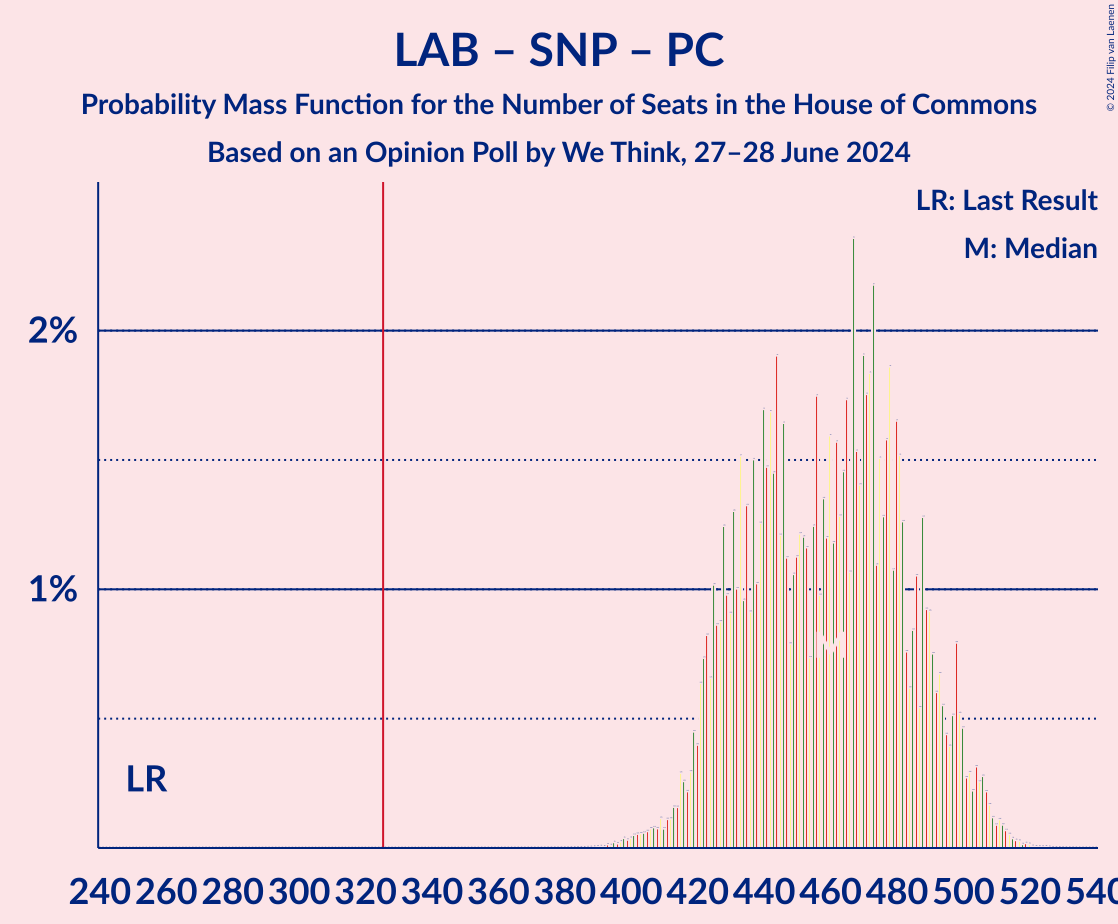 LAB – SNP – PC
Probability Mass Function for the Number of Seats in the House of Commons
Based on an Opinion Poll by We Think, 27–28 June 2024
© 2024 Filip van Laenen
LR: Last Result
M: Median
2%
1%
LR
M
240 260 280 300 320 340 360 380 400 420 440 460 480 500 520 540